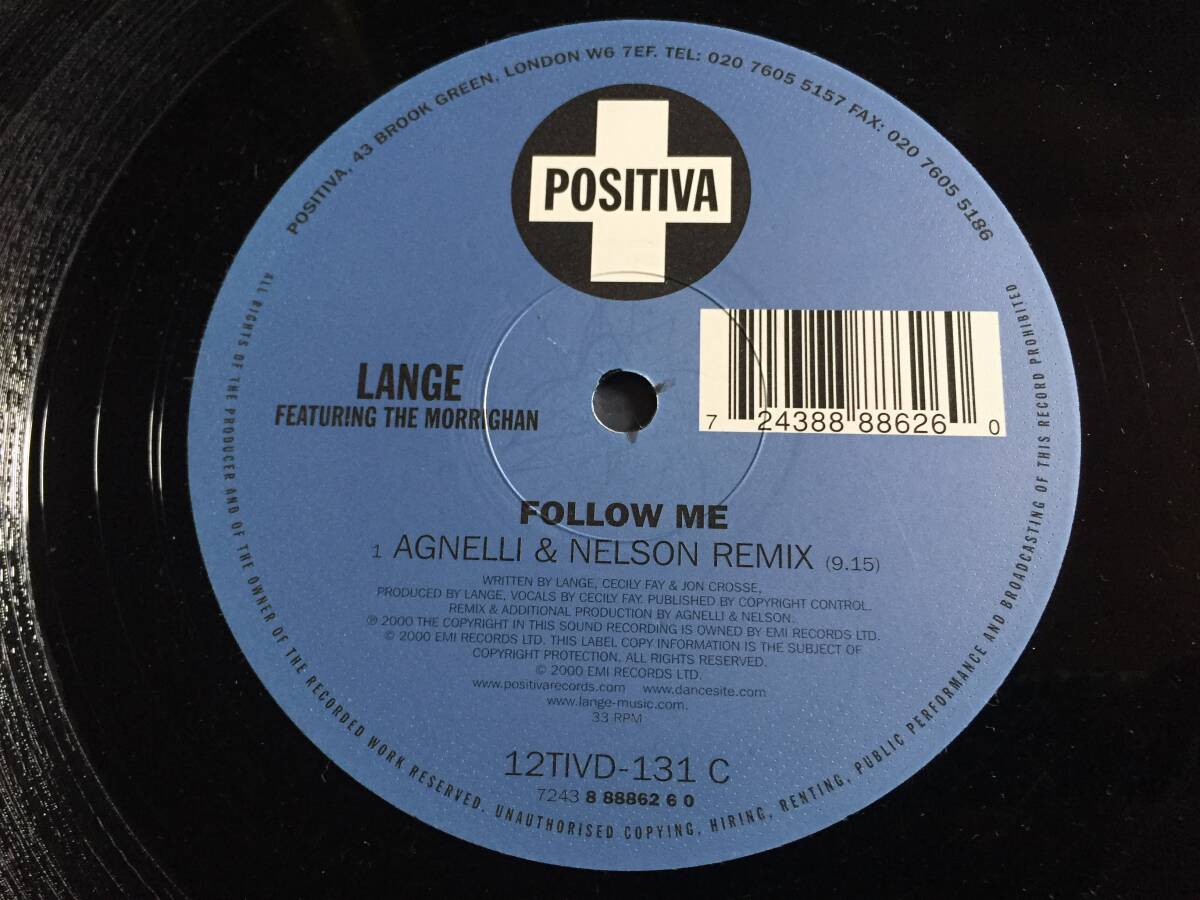 POSITIVA, 43 BROOK GREEN, LONDON W6 7EF. TEL: 020 7605 5157 FAX: 020 7605 5186
POSITIVA
LANGE
FEATURING THE MORRIGHAN
7 24388 88626 0
FOLLOW ME
1 AGNELLI & NELSON REMIX (9.15)
WRITTEN BY LANGE, CECILY FAY & JON CROSSE,
PRODUCED BY LANGE, VOCALS BY CECILY FAY. PUBLISHED BY COPYRIGHT CONTROL.
REMIX & ADDITIONAL PRODUCTION BY AGNELLI & NELSON.
℗ 2000 THE COPYRIGHT IN THIS SOUND RECORDING IS OWNED BY EMI RECORDS LTD.
© 2000 EMI RECORDS LTD. THIS LABEL COPY INFORMATION IS THE SUBJECT OF
COPYRIGHT PROTECTION. ALL RIGHTS RESERVED.
© 2000 EMI RECORDS LTD.
www.positivarecords.com www.dancesite.com
www.lange-music.com.
33 RPM
12TIVD-131 C
7243 8 88862 6 0
ALL RIGHTS OF THE PRODUCER AND OF THE OWNER OF THE RECORDED WORK RESERVED. UNAUTHORISED COPYING, HIRING, RENTING, PUBLIC PERFORMANCE AND BROADCASTING OF THIS RECORD PROHIBITED